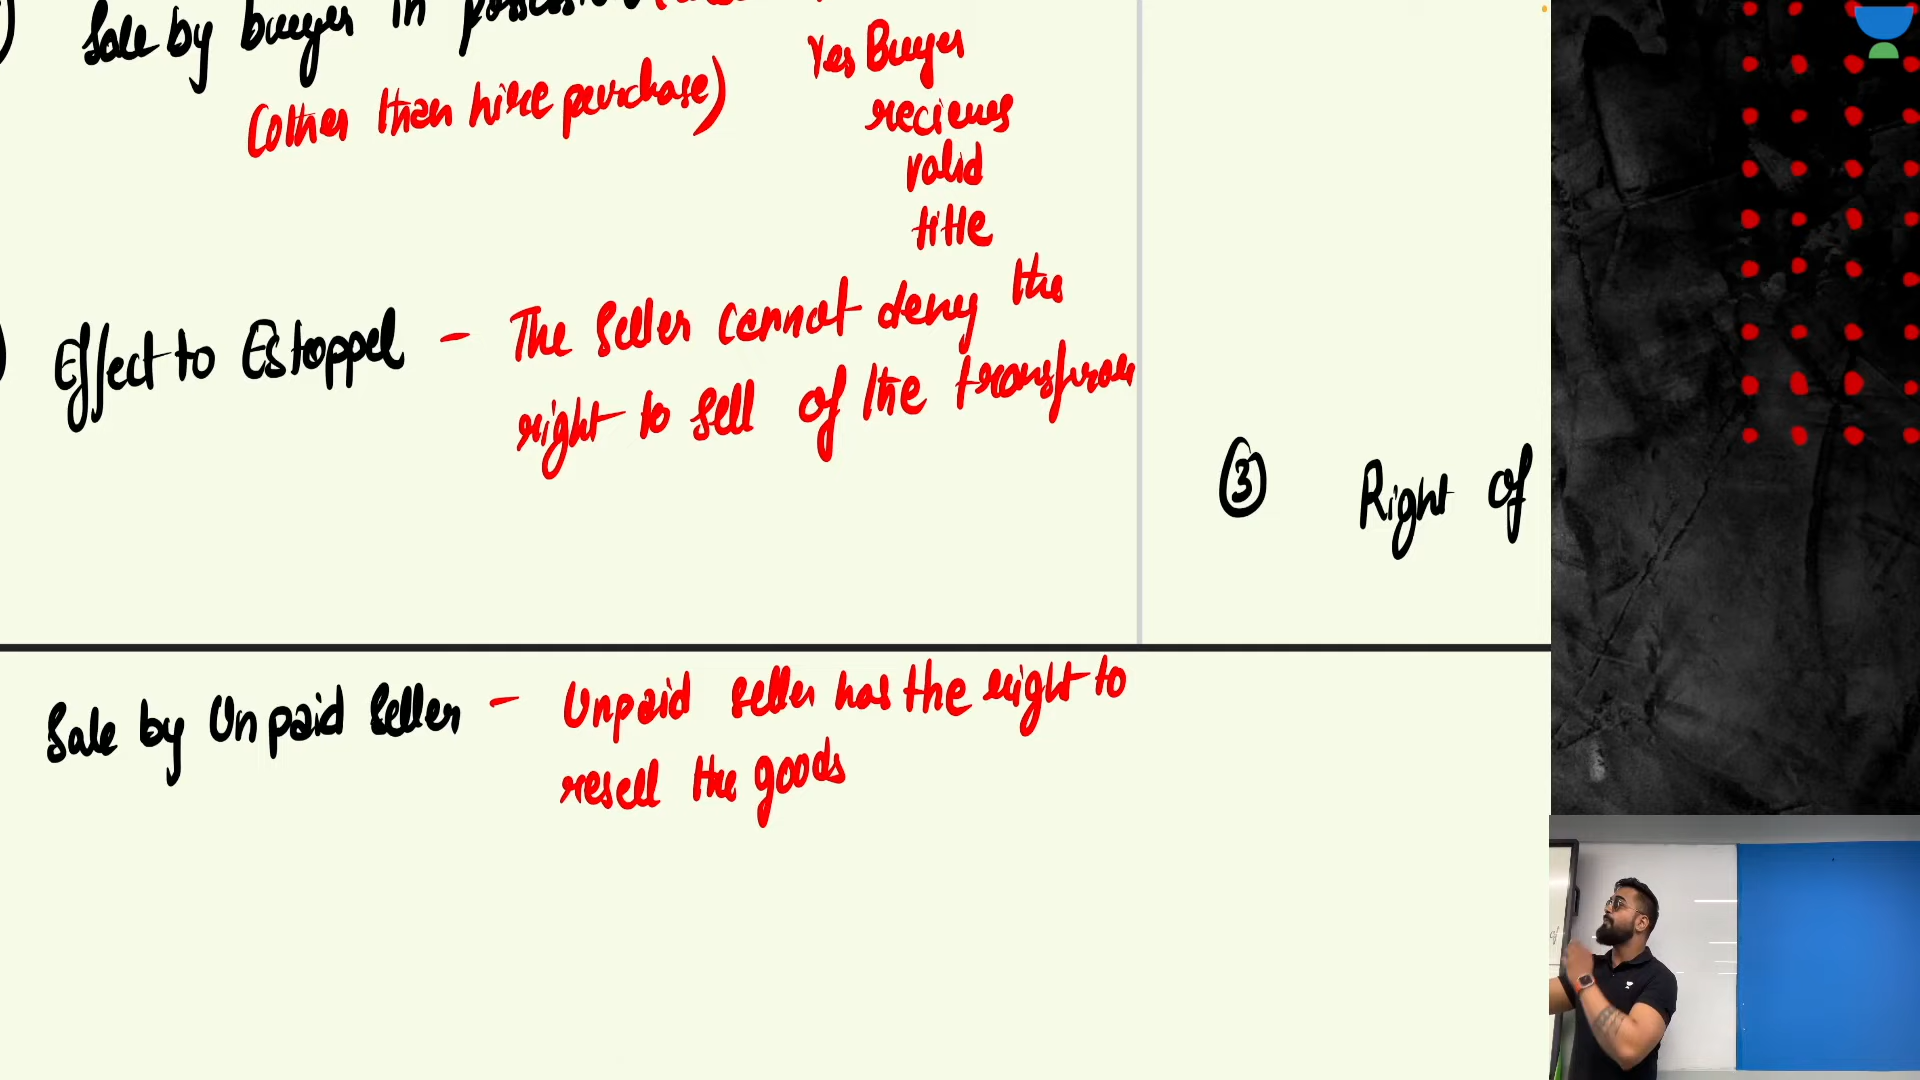 Sale by buyer in
(other than hire purchase)
Yes Buyer
recieves
valid
title
Effect to Estoppel - The Seller cannot deny the
right to sell of the
3 Right of
Sale by Unpaid Seller - Unpaid seller has the right to
resell the goods